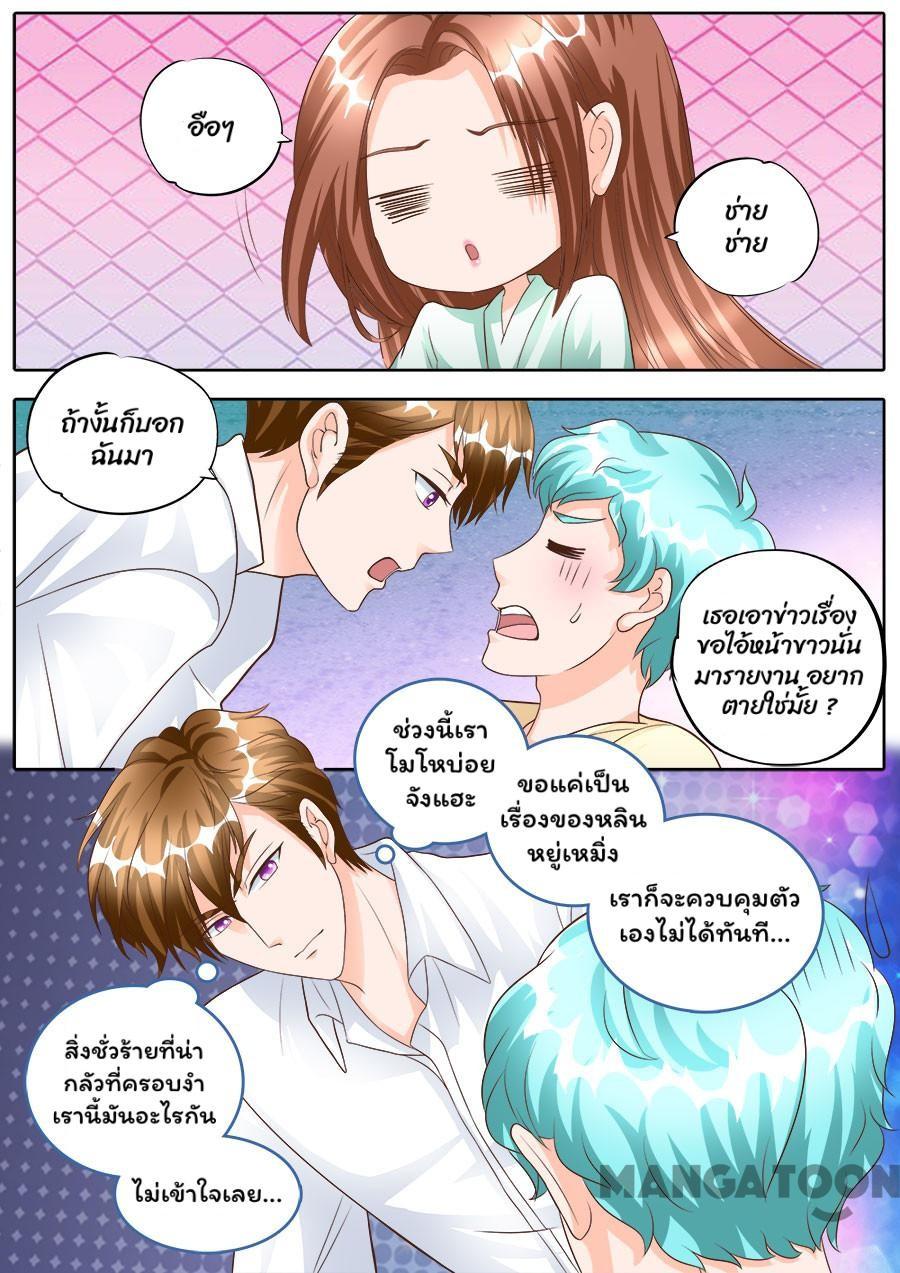 อือๆ
ช่าย
ช่าย
ถ้างั้นก็บอก
ฉันมา
เธอเอาข่าวเรื่อง
ขอไอ้หน้าขาวนั่น
มารายงาน อยาก
ตายใช่มั้ย ?
ช่วงนี้เรา
โมโหบ่อย
จังแฮะ
ขอแค่เป็น
เรื่องของหลิน
หยู่เหมิ่ง
เราก็จะควบคุมตัว
เองไม่ได้ทันที...
สิ่งชั่วร้ายที่น่า
กลัวที่ครอบงำ
เรานี้มันอะไรกัน
ไม่เข้าใจเลย...
MANGATOON